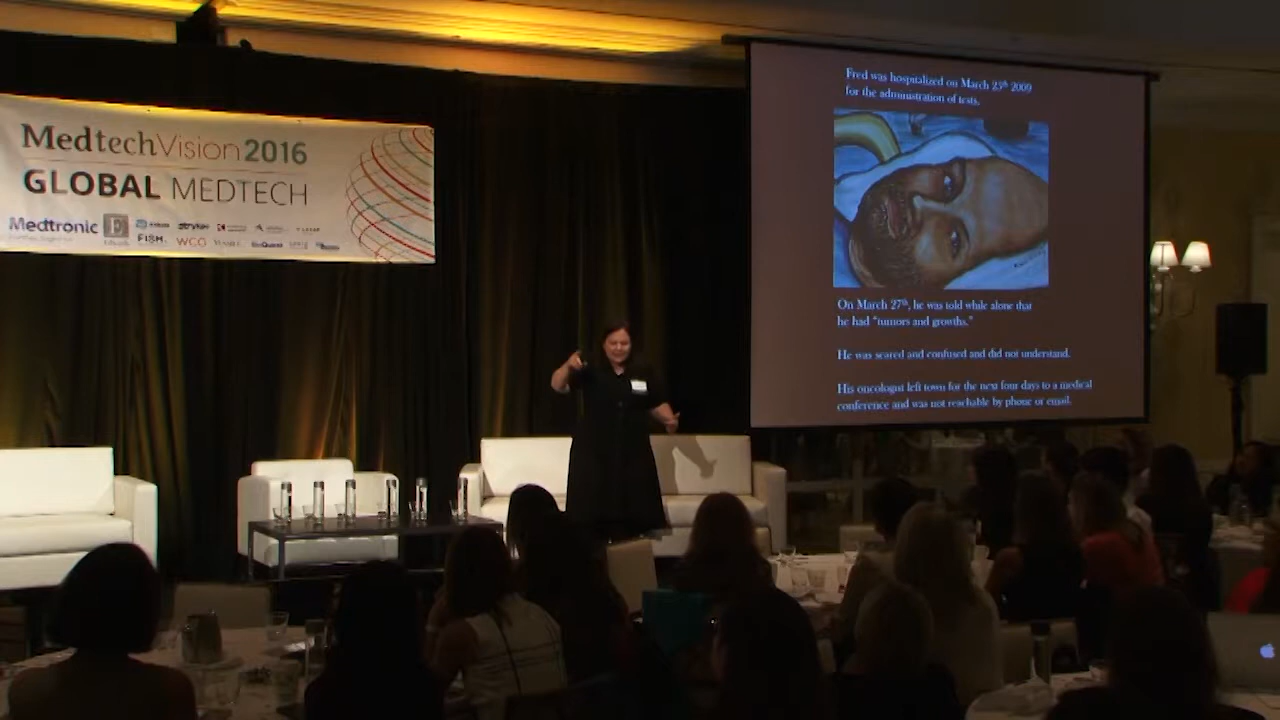 MedtechVision 2016
GLOBAL MEDTECH
Medtronic
FISM WCG
Fred was hospitalized on March 25th 2009
for the administration of tests.
On March 27th, he was told while alone that
he had "tumors and growths."
He was scared and confused and did not understand.
His oncologist left town for the next four days to a medical
conference and was not reachable by phone or email.